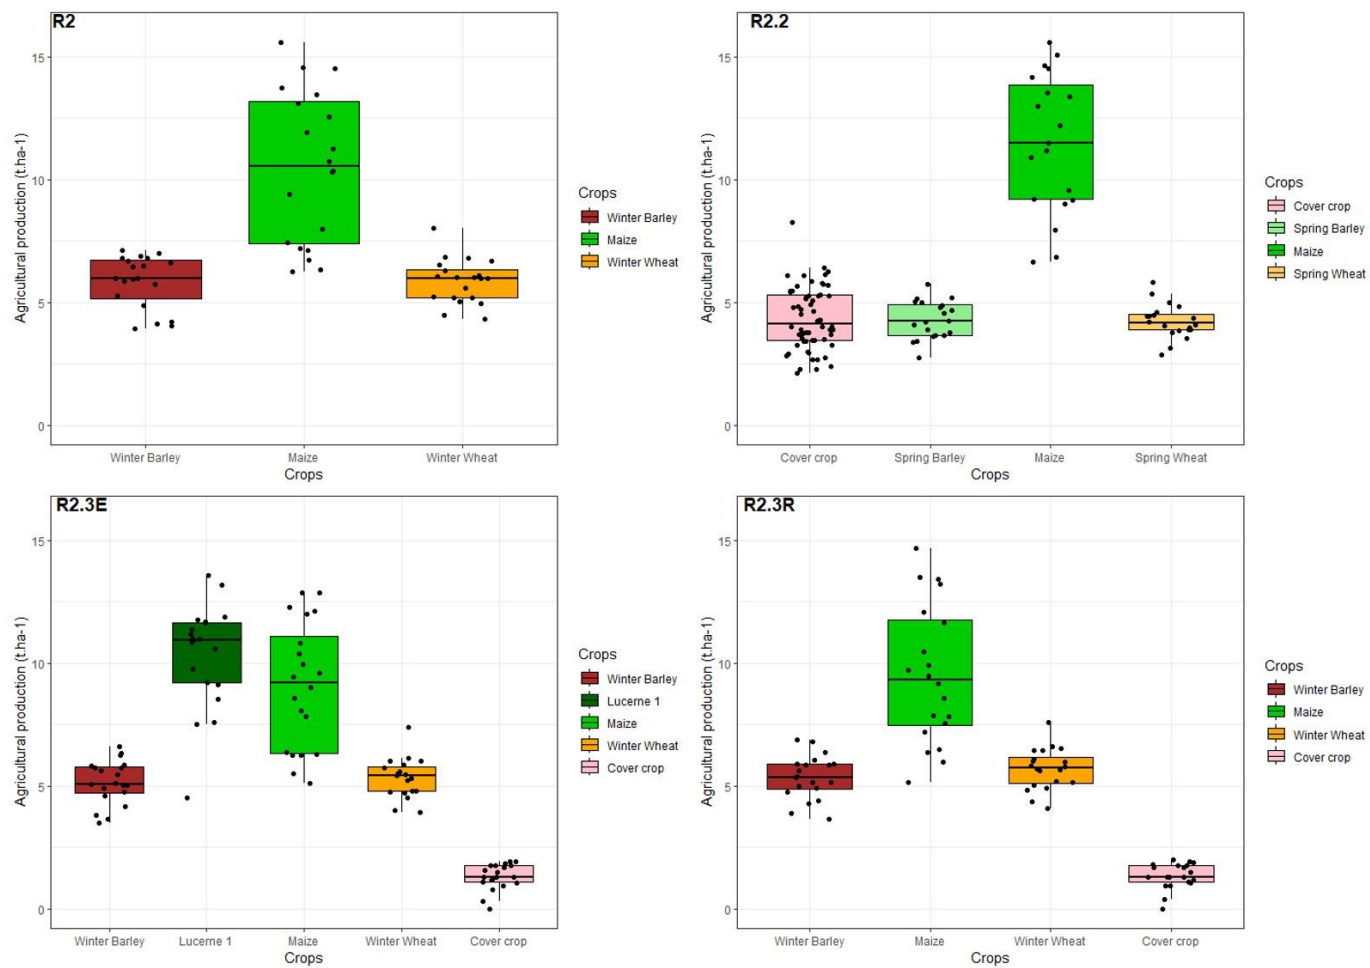 R2
Agricultural production (t.ha-1)
15
10
5
0
Winter Barley
Maize
Winter Wheat
Crops
Crops
Winter Barley
Maize
Winter Wheat
R2.2
Agricultural production (t.ha-1)
15
10
5
0
Cover crop
Spring Barley
Maize
Spring Wheat
Crops
Crops
Cover crop
Spring Barley
Maize
Spring Wheat
R2.3E
Agricultural production (t.ha-1)
15
10
5
0
Winter Barley
Lucerne 1
Maize
Winter Wheat
Cover crop
Crops
Crops
Winter Barley
Lucerne 1
Maize
Winter Wheat
Cover crop
R2.3R
Agricultural production (t.ha-1)
15
10
5
0
Winter Barley
Maize
Winter Wheat
Cover crop
Crops
Crops
Winter Barley
Maize
Winter Wheat
Cover crop